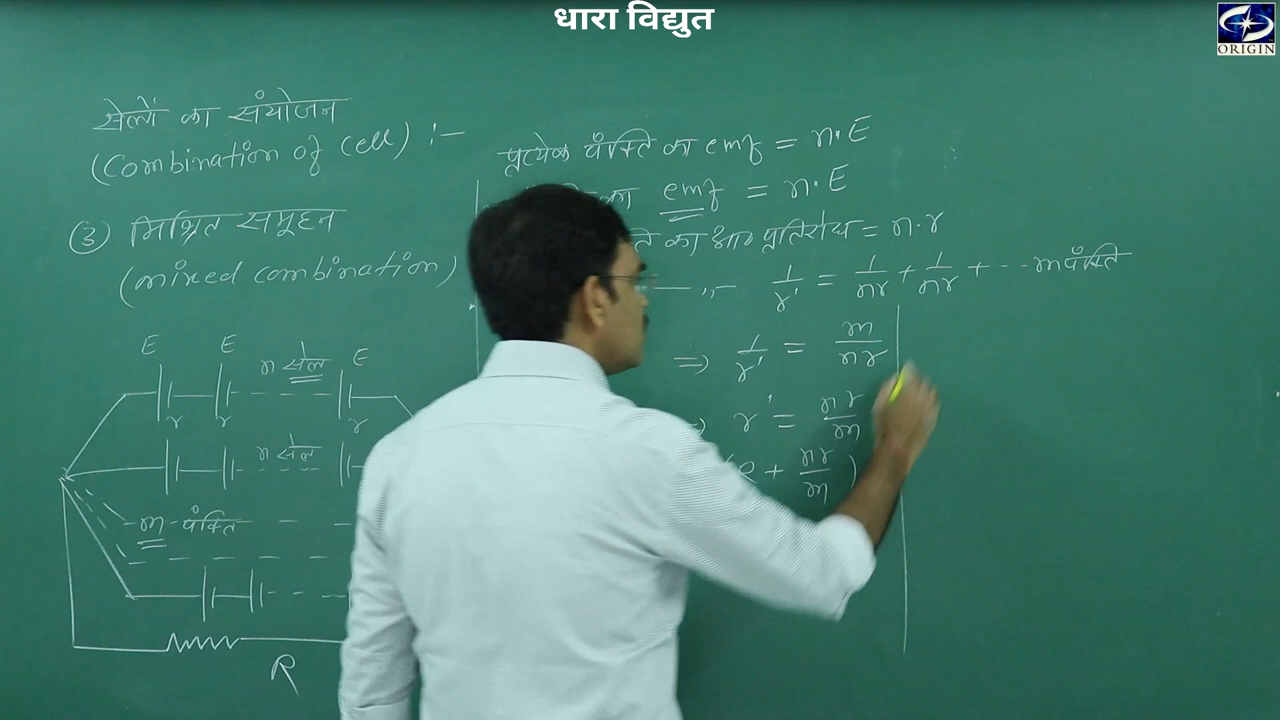 धारा विद्युत
ORIGIN
सेलों का संयोजन
(Combination of Cell) :-
③ मिश्रित समूहन
(mixed combination)
E E n सेल E
r r r
n सेल
m पंक्ति
R
प्रत्येक पंक्ति का emf = n·E
का emf = n·E
का आ॰ प्रतिरोध = n·r
— ,,- 1/r' = 1/nr + 1/nr + --- m पंक्ति
=> 1/r' = m/nr
r' = nr/m
R + nr/m )